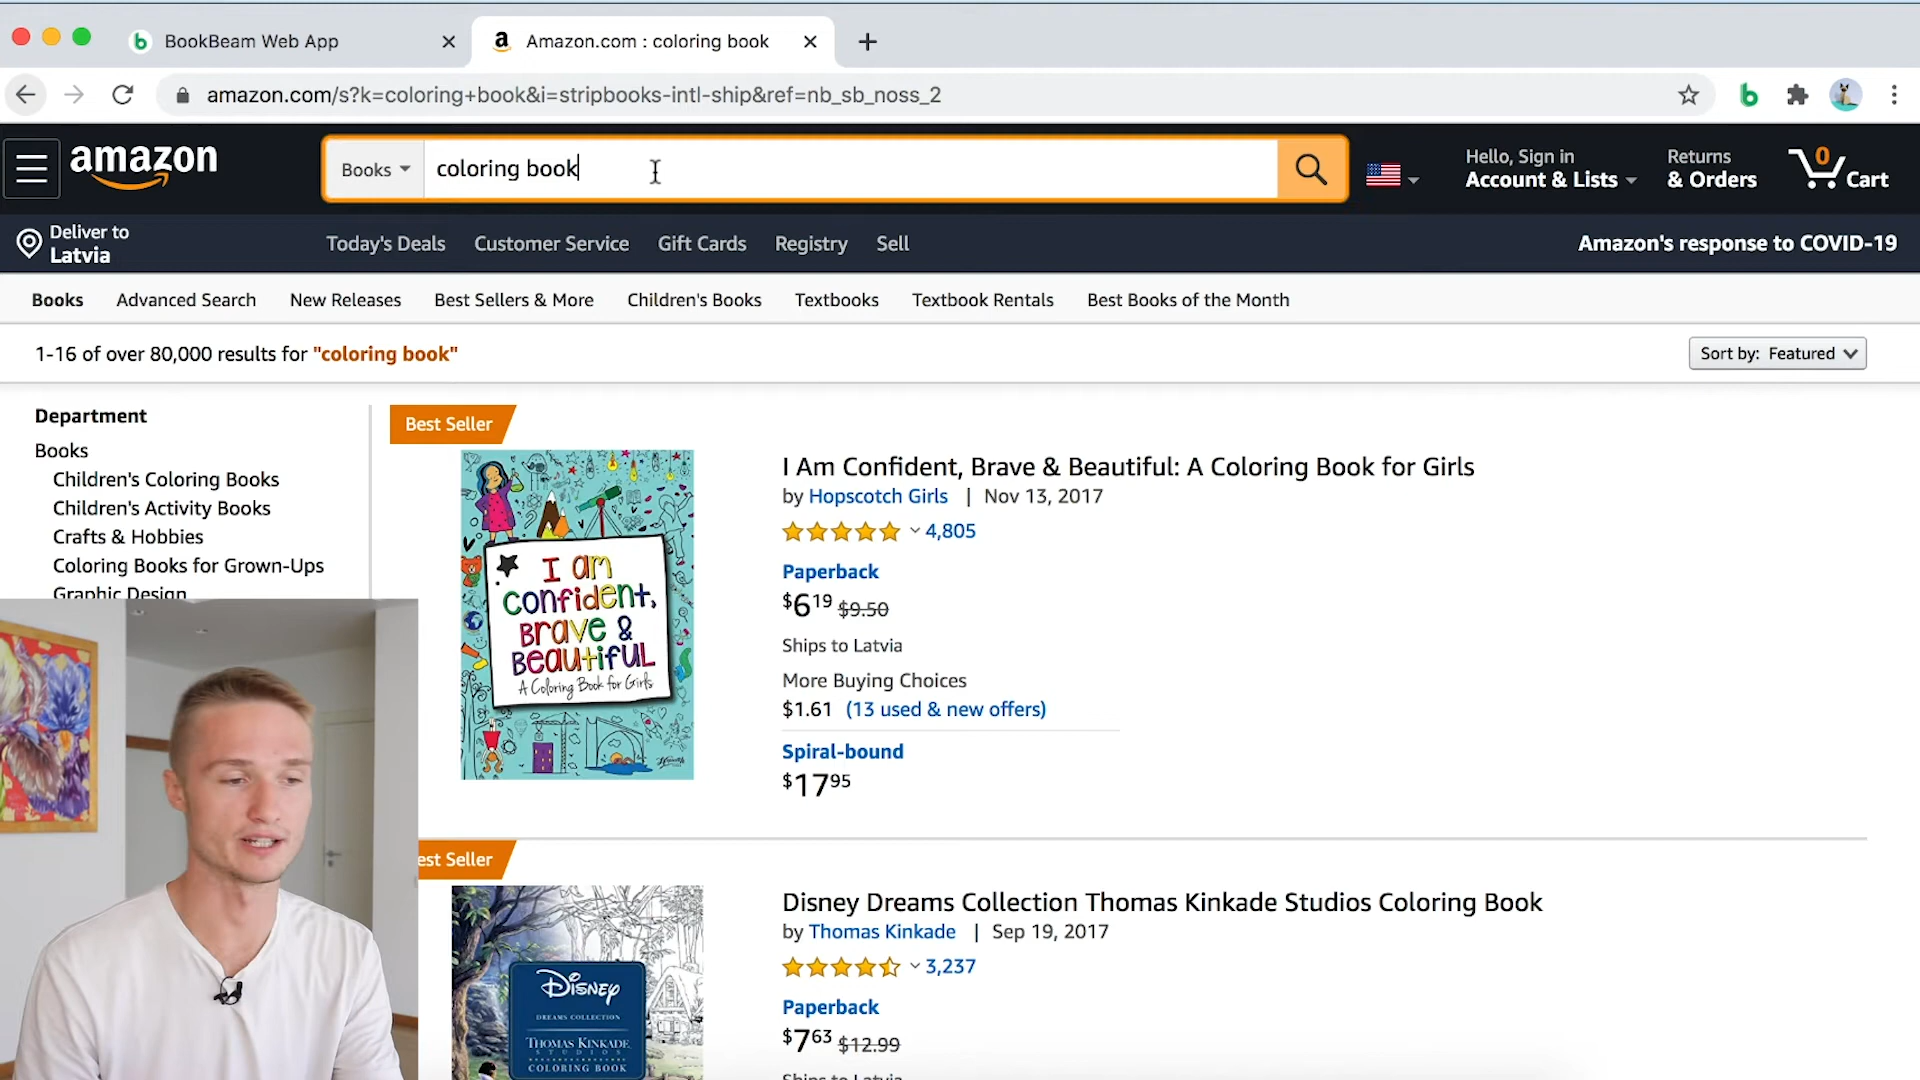 BookBeam Web App
Amazon.com : coloring book
amazon.com/s?k=coloring+book&i=stripbooks-intl-ship&ref=nb_sb_noss_2
amazon
Books
coloring book
Hello, Sign in
Account & Lists
Returns
& Orders
0
Cart
Deliver to
Latvia
Today's Deals
Customer Service
Gift Cards
Registry
Sell
Amazon's response to COVID-19
Books
Advanced Search
New Releases
Best Sellers & More
Children's Books
Textbooks
Textbook Rentals
Best Books of the Month
1-16 of over 80,000 results for "coloring book"
Sort by: Featured
Department
Books
Children's Coloring Books
Children's Activity Books
Crafts & Hobbies
Coloring Books for Grown-Ups
Graphic Design
Best Seller
I am
Confident,
Brave &
Beautiful
A Coloring Book for Girls
I Am Confident, Brave & Beautiful: A Coloring Book for Girls
by Hopscotch Girls | Nov 13, 2017
4,805
Paperback
$6.19 $9.50
Ships to Latvia
More Buying Choices
$1.61 (13 used & new offers)
Spiral-bound
$17.95
est Seller
Disney
DREAMS COLLECTION
THOMAS KINKADE
STUDIOS
COLORING BOOK
Disney Dreams Collection Thomas Kinkade Studios Coloring Book
by Thomas Kinkade | Sep 19, 2017
3,237
Paperback
$7.63 $12.99
Ships to Latvia